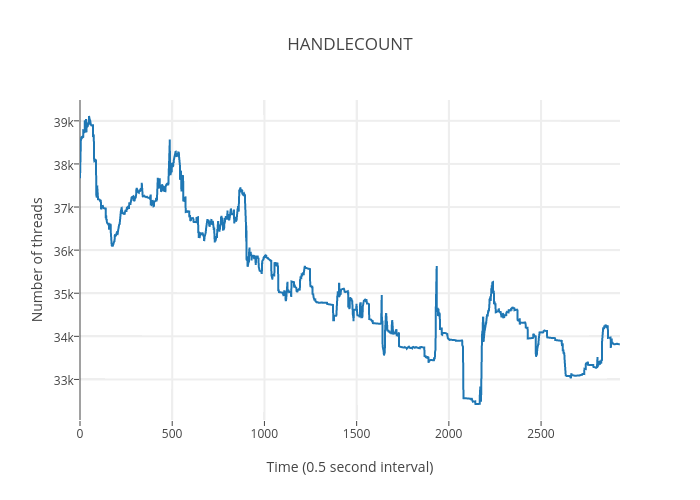 HANDLECOUNT
39k
38k
37k
36k
35k
34k
33k
Number of threads
0 500 1000 1500 2000 2500
Time (0.5 second interval)